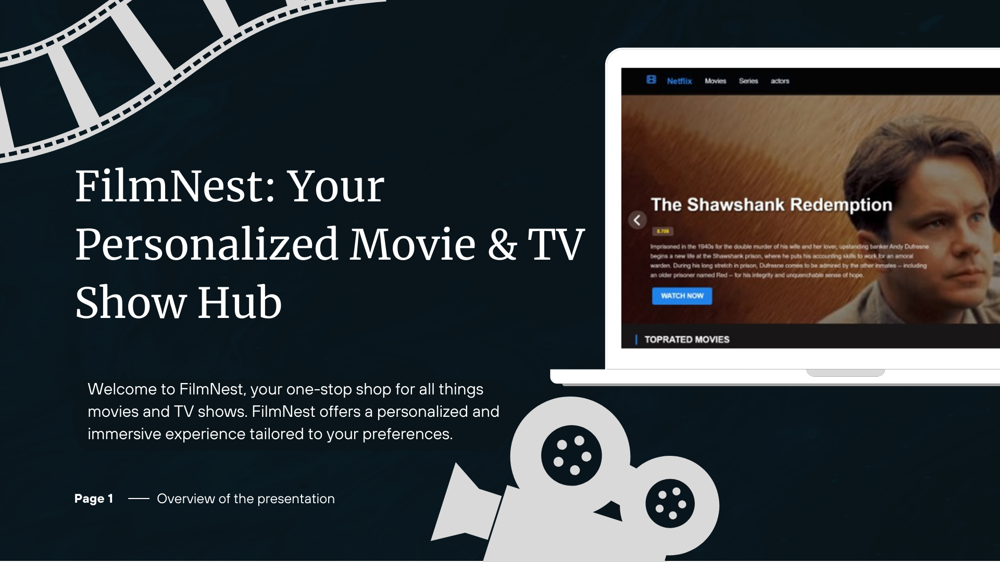 FilmNest: Your
Personalized Movie & TV
Show Hub
Welcome to FilmNest, your one-stop shop for all things
movies and TV shows. FilmNest offers a personalized and
immersive experience tailored to your preferences.
Page 1 — Overview of the presentation
Netflix Movies Series actors
The Shawshank Redemption
8.708
Imprisoned in the 1940s for the double murder of his wife and her lover, upstanding banker Andy Dufresne
begins a new life at the Shawshank prison, where he puts his accounting skills to work for an amoral
warden. During his long stretch in prison, Dufresne comes to be admired by the other inmates -- including
an older prisoner named Red -- for his integrity and unquenchable sense of hope.
WATCH NOW
TOPRATED MOVIES